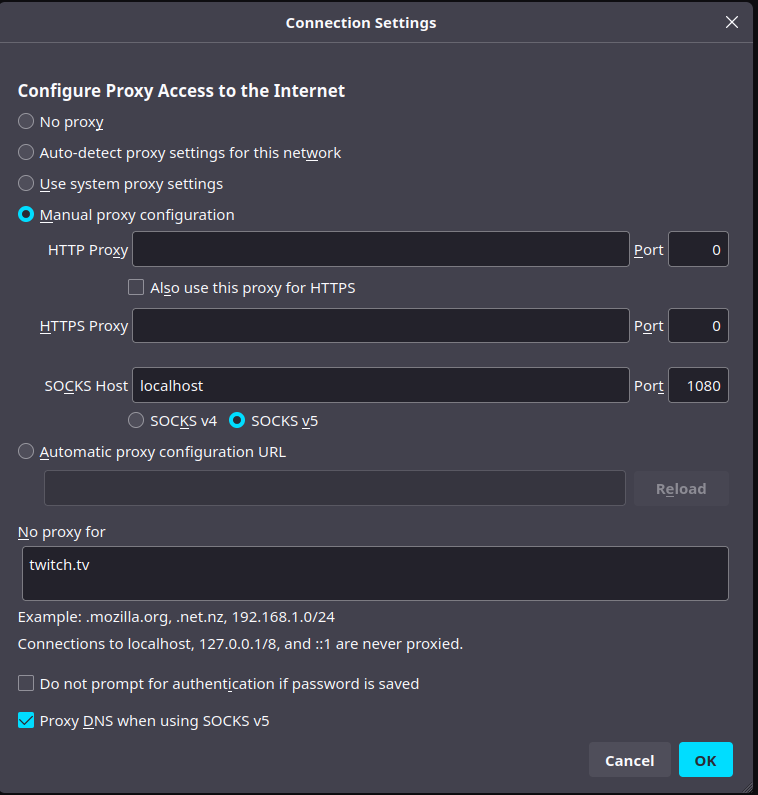 Connection Settings
Configure Proxy Access to the Internet
No proxy
Auto-detect proxy settings for this network
Use system proxy settings
Manual proxy configuration
HTTP Proxy Port 0
Also use this proxy for HTTPS
HTTPS Proxy Port 0
SOCKS Host localhost Port 1080
SOCKS v4 SOCKS v5
Automatic proxy configuration URL
Reload
No proxy for
twitch.tv
Example: .mozilla.org, .net.nz, 192.168.1.0/24
Connections to localhost, 127.0.0.1/8, and ::1 are never proxied.
Do not prompt for authentication if password is saved
Proxy DNS when using SOCKS v5
Cancel OK